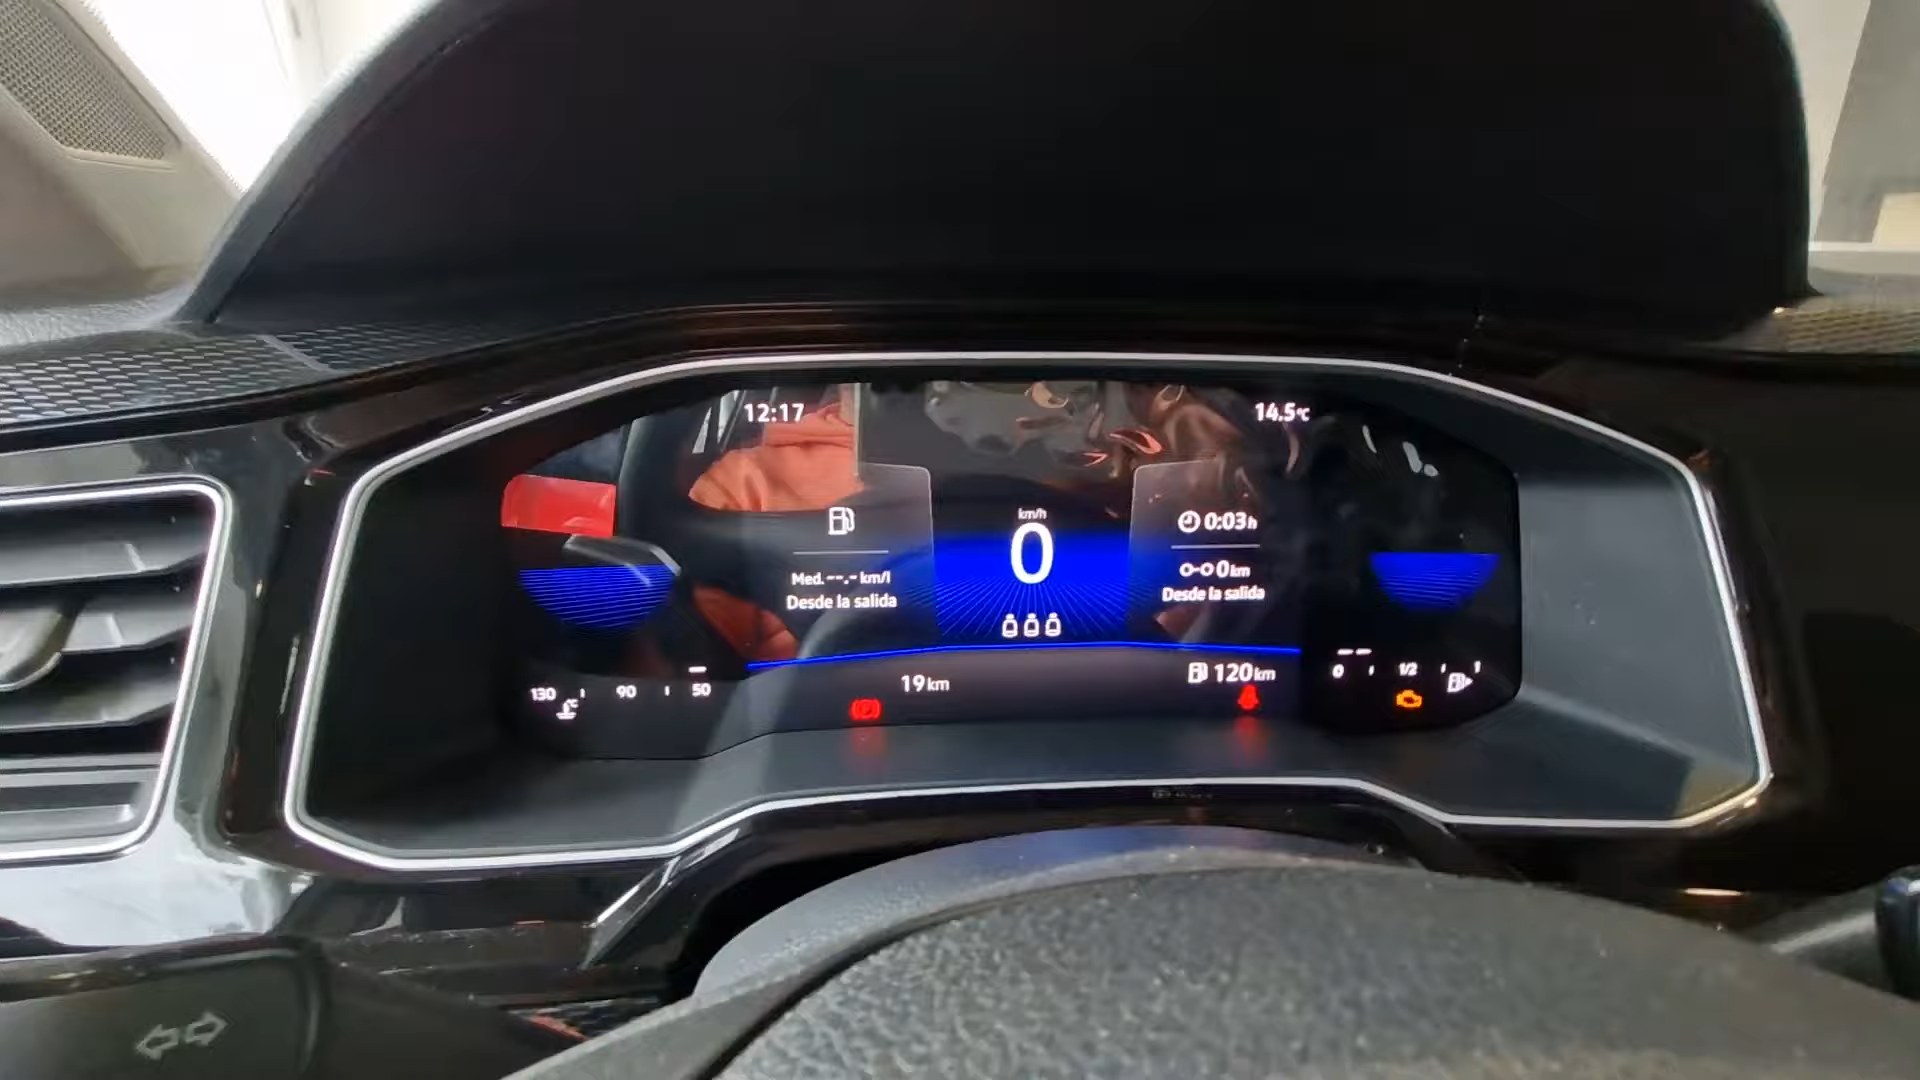 12:17
14.5°C
Med. --.- km/l
Desde la salida
km/h
0
0:03h
0km
Desde la salida
130 90 50
°C
19km
120km
0 1/2 1